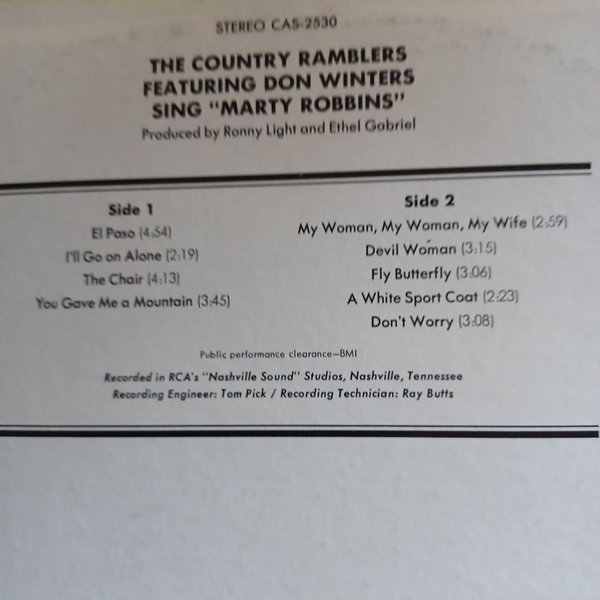 STEREO CAS-2530
THE COUNTRY RAMBLERS
FEATURING DON WINTERS
SING "MARTY ROBBINS"
Produced by Ronny Light and Ethel Gabriel
Side 1
El Paso (4:54)
I'll Go on Alone (2:19)
The Chair (4:13)
You Gave Me a Mountain (3:45)
Side 2
My Woman, My Woman, My Wife (2:59)
Devil Woman (3:15)
Fly Butterfly (3:06)
A White Sport Coat (2:23)
Don't Worry (3:08)
Public performance clearance—BMI
Recorded in RCA's "Nashville Sound" Studios, Nashville, Tennessee
Recording Engineer: Tom Pick / Recording Technician: Ray Butts